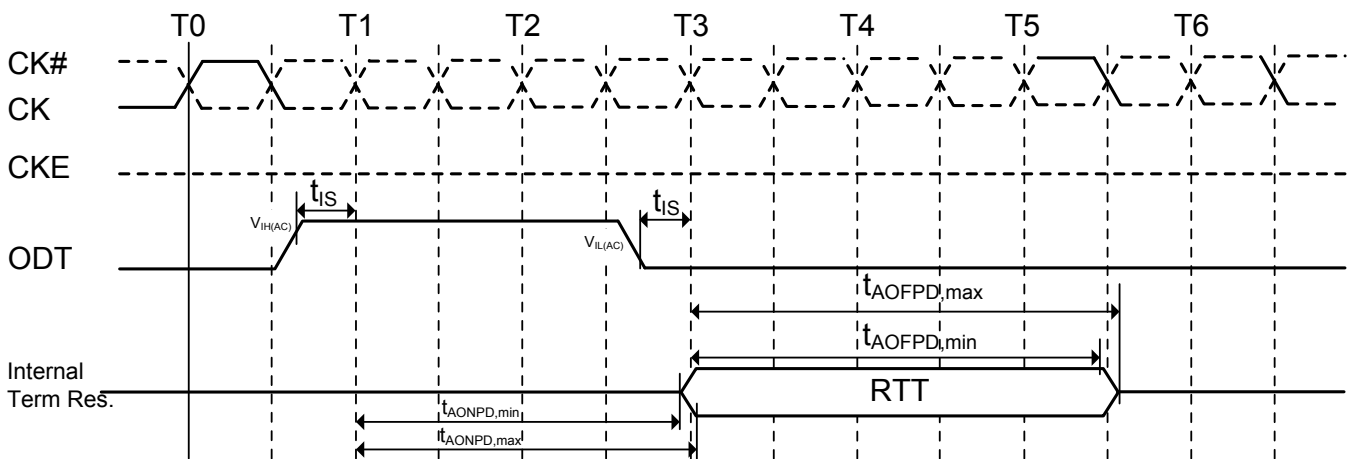 T0 T1 T2 T3 T4 T5 T6
CK#
CK
CKE
tIS tIS
VIH(AC)
VIL(AC)
ODT
tAOFPD,max
tAOFPD,min
Internal
Term Res.
RTT
tAONPD,min
tAONPD,max